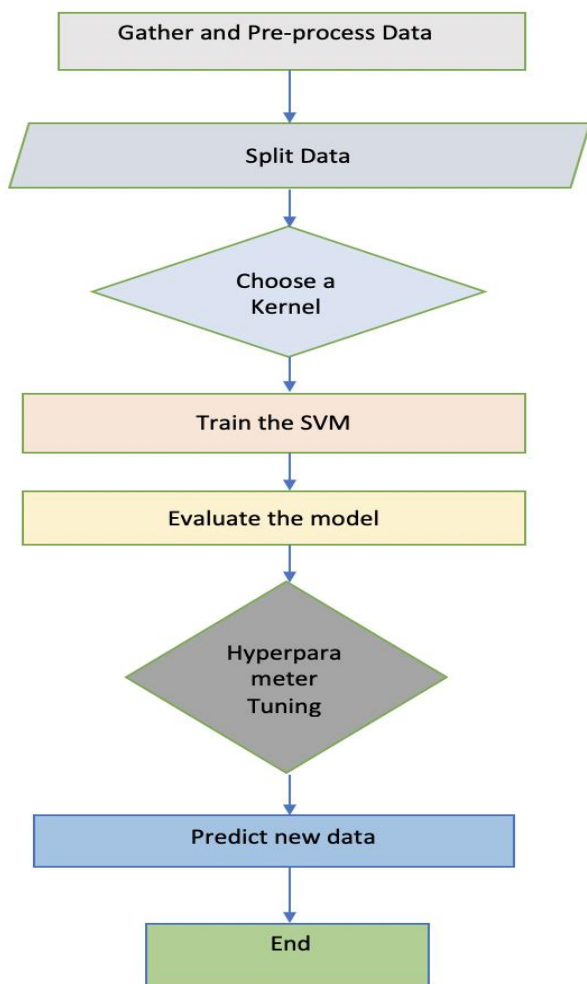 Gather and Pre-process Data
Split Data
Choose a
Kernel
Train the SVM
Evaluate the model
Hyperpara
meter
Tuning
Predict new data
End